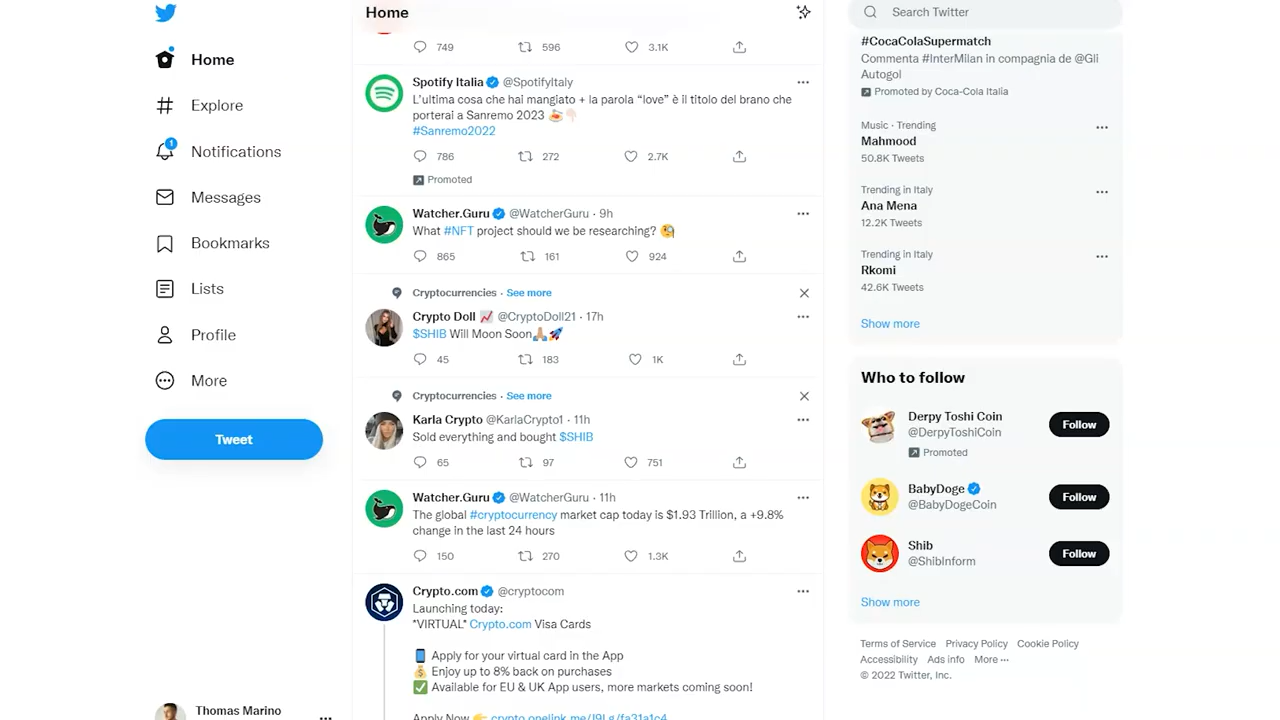 Home
Explore
1
Notifications
Messages
Bookmarks
Lists
Profile
More
Tweet
Thomas Marino
Home
749 596 3.1K
Spotify Italia @SpotifyItaly
L'ultima cosa che hai mangiato + la parola “love” è il titolo del brano che
porterai a Sanremo 2023
#Sanremo2022
786 272 2.7K
Promoted
Watcher.Guru @WatcherGuru · 9h
What #NFT project should we be researching?
865 161 924
Cryptocurrencies · See more
Crypto Doll @CryptoDoll21 · 17h
$SHIB Will Moon Soon
45 183 1K
Cryptocurrencies · See more
Karla Crypto @KarlaCrypto1 · 11h
Sold everything and bought $SHIB
65 97 751
Watcher.Guru @WatcherGuru · 11h
The global #cryptocurrency market cap today is $1.93 Trillion, a +9.8%
change in the last 24 hours
150 270 1.3K
Crypto.com @cryptocom
Launching today:
*VIRTUAL* Crypto.com Visa Cards
Apply for your virtual card in the App
Enjoy up to 8% back on purchases
Available for EU & UK App users, more markets coming soon!
Apply Now crypto.onelink.me/J9Lg/fa31a1c4
Search Twitter
#CocaColaSupermatch
Commenta #InterMilan in compagnia de @Gli
Autogol
Promoted by Coca-Cola Italia
Music · Trending
Mahmood
50.8K Tweets
Trending in Italy
Ana Mena
12.2K Tweets
Trending in Italy
Rkomi
42.6K Tweets
Show more
Who to follow
Derpy Toshi Coin
@DerpyToshiCoin
Promoted
Follow
BabyDoge
@BabyDogeCoin
Follow
Shib
@ShibInform
Follow
Show more
Terms of Service Privacy Policy Cookie Policy
Accessibility Ads info More ···
© 2022 Twitter, Inc.